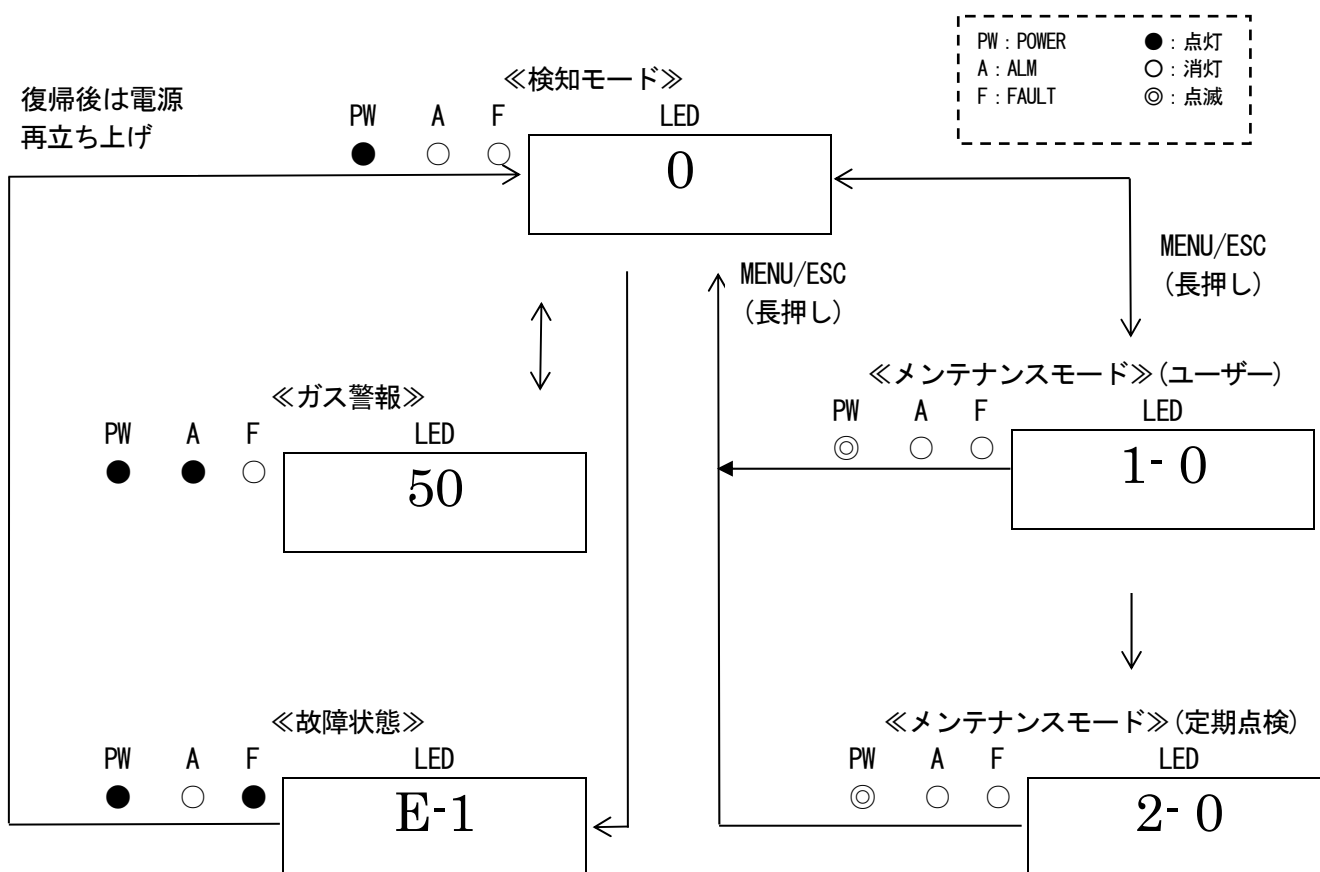 PW：POWER ●：点灯
A：ALM ○：消灯
F：FAULT ◎：点滅
復帰後は電源
再立ち上げ
≪検知モード≫
PW A F LED
● ○ ○
0
MENU/ESC
(長押し)
MENU/ESC
(長押し)
≪ガス警報≫
PW A F LED
● ● ○
50
≪メンテナンスモード≫(ユーザー)
PW A F LED
◎ ○ ○
1- 0
≪故障状態≫
PW A F LED
● ○ ●
E-1
≪メンテナンスモード≫(定期点検)
PW A F LED
◎ ○ ○
2- 0